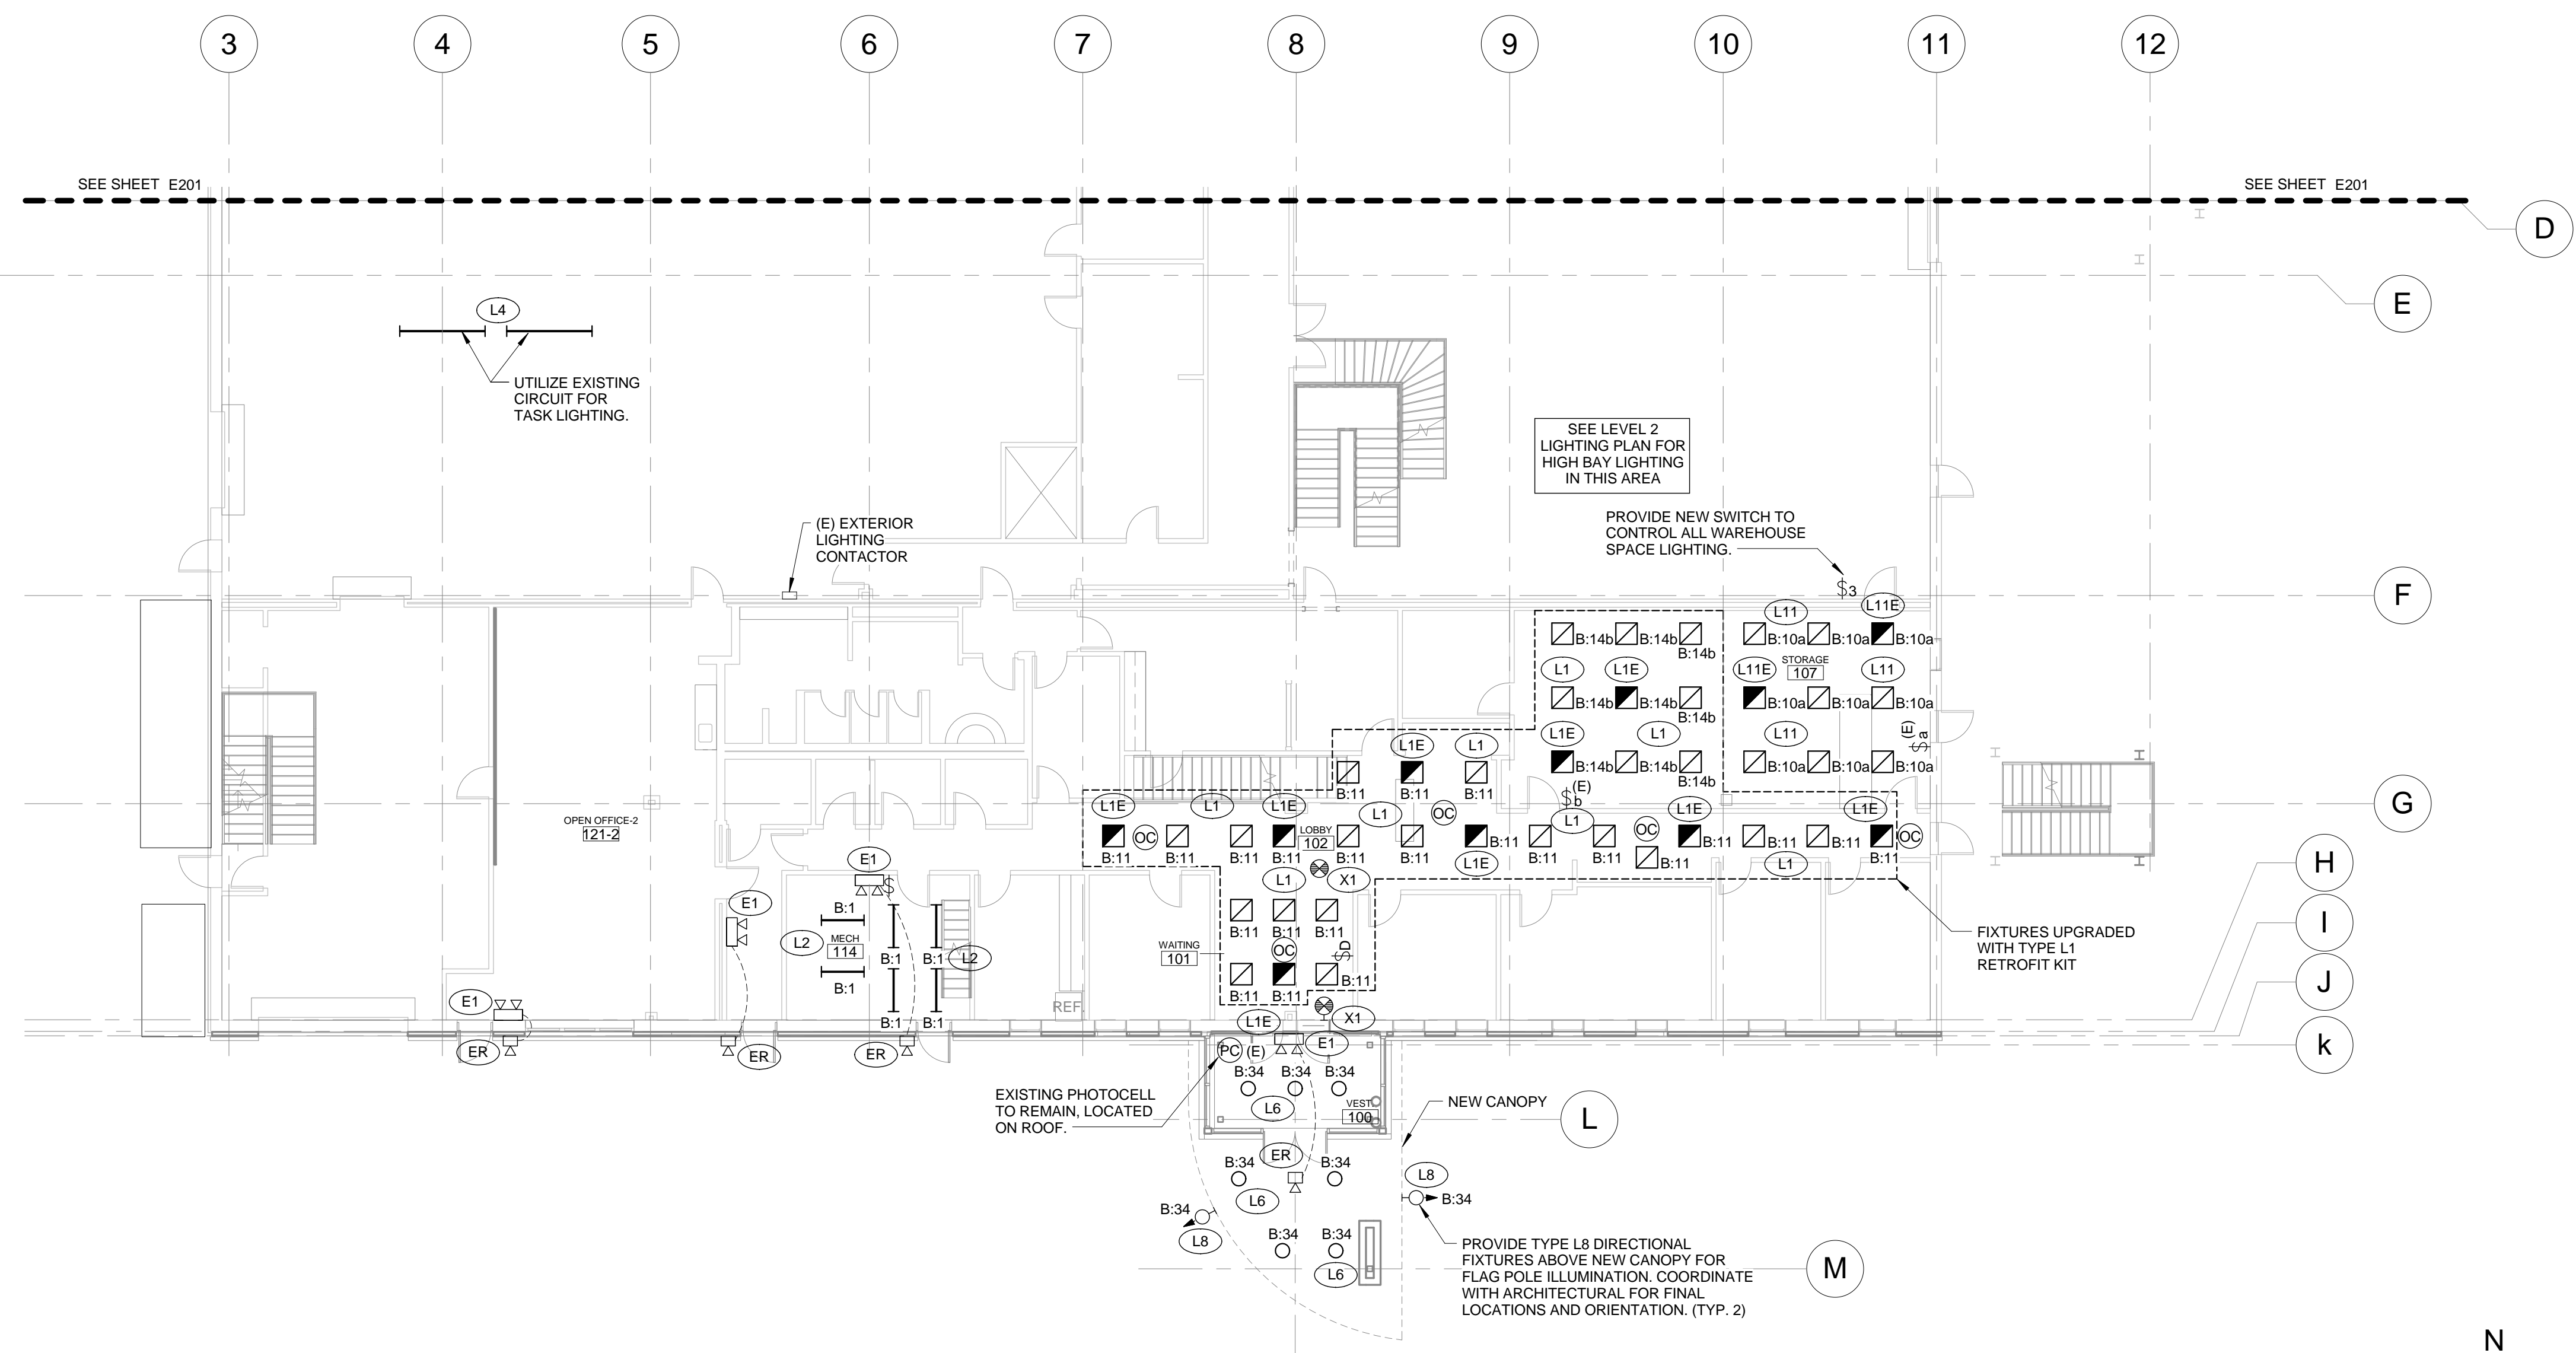 3 4 5 6 7 8 9 10 11 12
SEE SHEET E201
SEE SHEET E201
D
E
L4
UTILIZE EXISTING
CIRCUIT FOR
TASK LIGHTING.
SEE LEVEL 2
LIGHTING PLAN FOR
HIGH BAY LIGHTING
IN THIS AREA
(E) EXTERIOR
LIGHTING
CONTACTOR
PROVIDE NEW SWITCH TO
CONTROL ALL WAREHOUSE
SPACE LIGHTING.
$3
F
L11 L11E
B:14b B:14b B:14b B:10a B:10a B:10a
L1 L1E L11E STORAGE L11
107
B:14b B:14b B:14b B:10a B:10a B:10a
L1E L1 L11 (E)
$a
B:14b B:14b B:14b B:10a B:10a B:10a
L1E L1
B:11 B:11 B:11
(E)
$b
G
L1E L1 L1E L1 OC L1 L1E L1E
OPEN OFFICE-2
121-2
OC LOBBY OC OC
102
B:11 B:11 B:11 B:11 B:11 B:11 B:11 B:11 B:11 B:11 B:11 B:11 B:11
B:11
L1E L1
H
E1
$
L1 X1
E1
B:1
L2 MECH
114
B:1 B:1 L2
B:1
B:1 B:1
WAITING
101
B:11 B:11 B:11
OC $D
B:11 B:11 B:11
FIXTURES UPGRADED
WITH TYPE L1
RETROFIT KIT
I
J
k
E1
REF.
L1E X1
ER ER ER
PC (E) E1
B:34 B:34 B:34
EXISTING PHOTOCELL
TO REMAIN, LOCATED
ON ROOF.
L6 VEST.
100
NEW CANOPY
L
ER
B:34 B:34
L6
L8
B:34
B:34
L8
B:34 B:34
L6
PROVIDE TYPE L8 DIRECTIONAL
FIXTURES ABOVE NEW CANOPY FOR
FLAG POLE ILLUMINATION. COORDINATE
WITH ARCHITECTURAL FOR FINAL
LOCATIONS AND ORIENTATION. (TYP. 2)
M
N